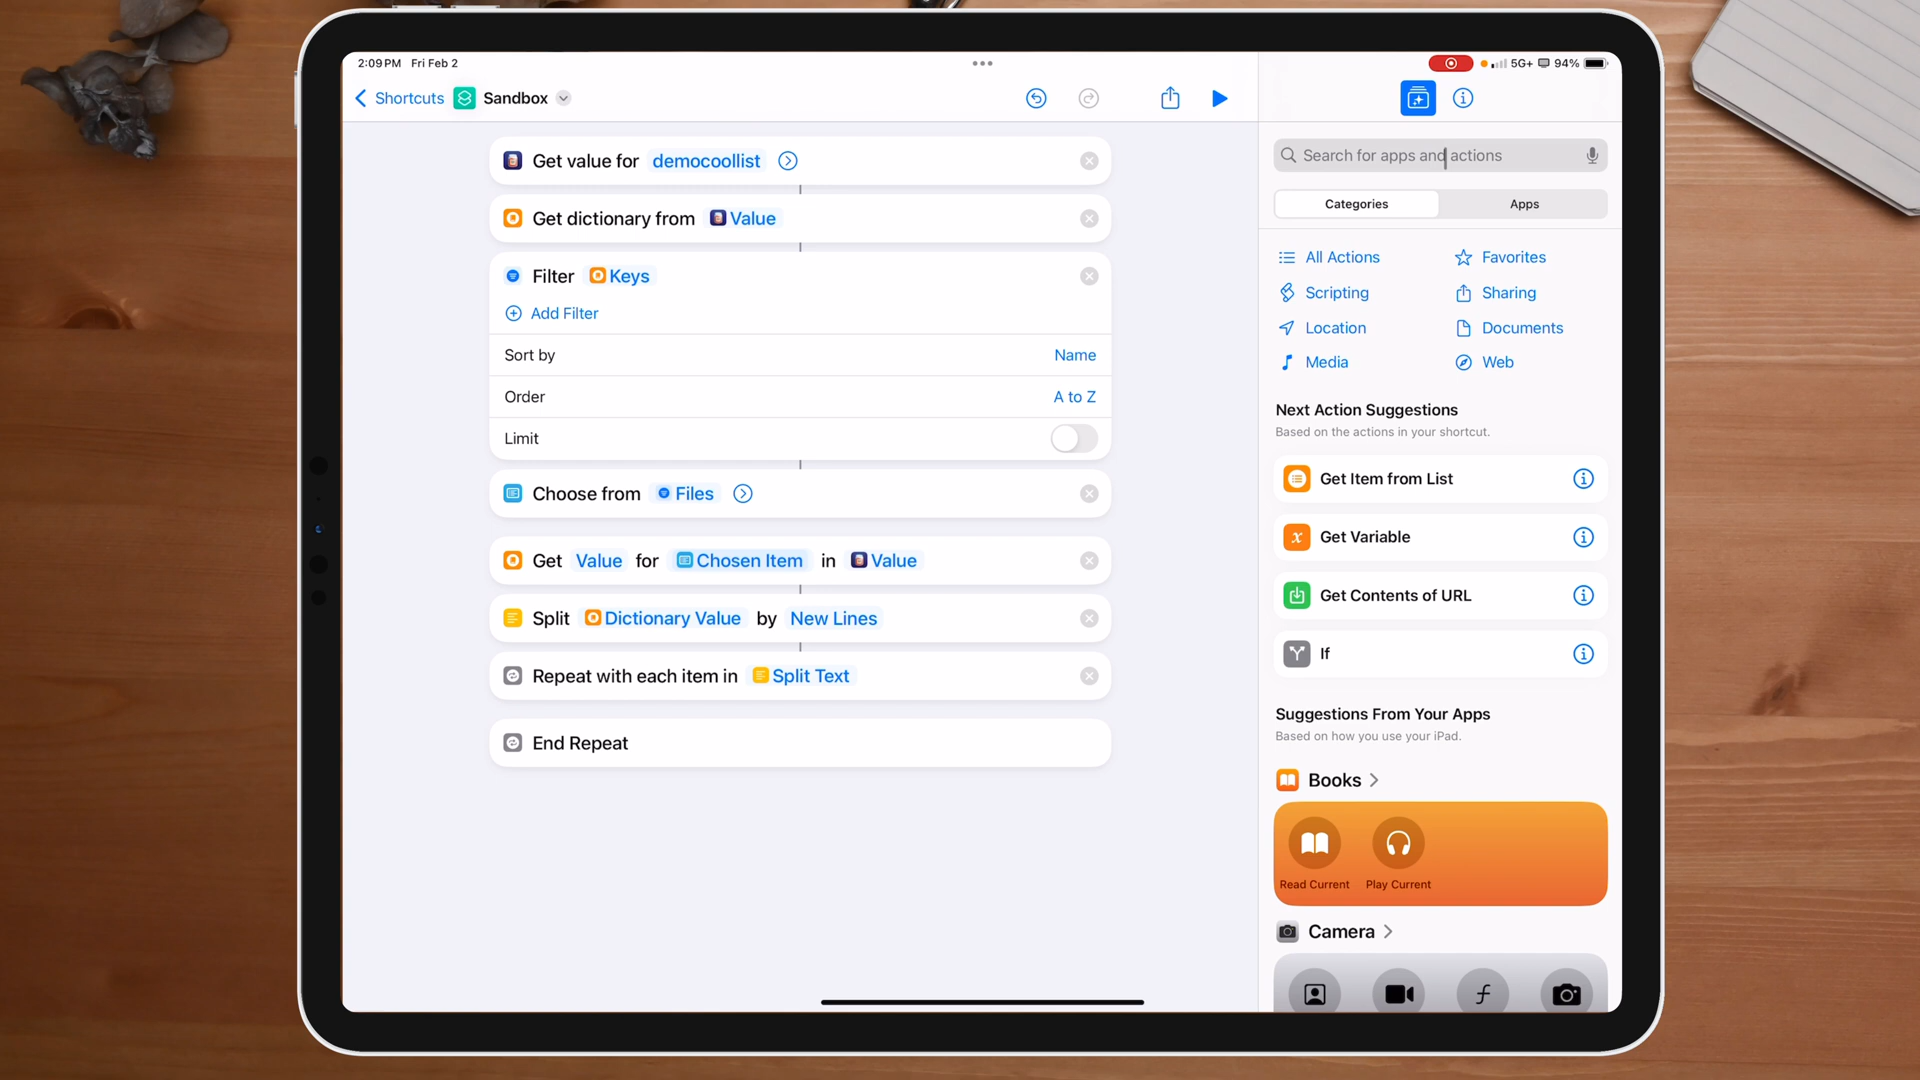 2:09 PM Fri Feb 2
5G+ 94%
Shortcuts Sandbox
Get value for democoollist
Get dictionary from Value
Filter Keys
Add Filter
Sort by Name
Order A to Z
Limit
Choose from Files
Get Value for Chosen Item in Value
Split Dictionary Value by New Lines
Repeat with each item in Split Text
End Repeat
Search for apps and actions
Categories Apps
All Actions Favorites
Scripting Sharing
Location Documents
Media Web
Next Action Suggestions
Based on the actions in your shortcut.
Get Item from List
Get Variable
Get Contents of URL
If
Suggestions From Your Apps
Based on how you use your iPad.
Books
Read Current Play Current
Camera